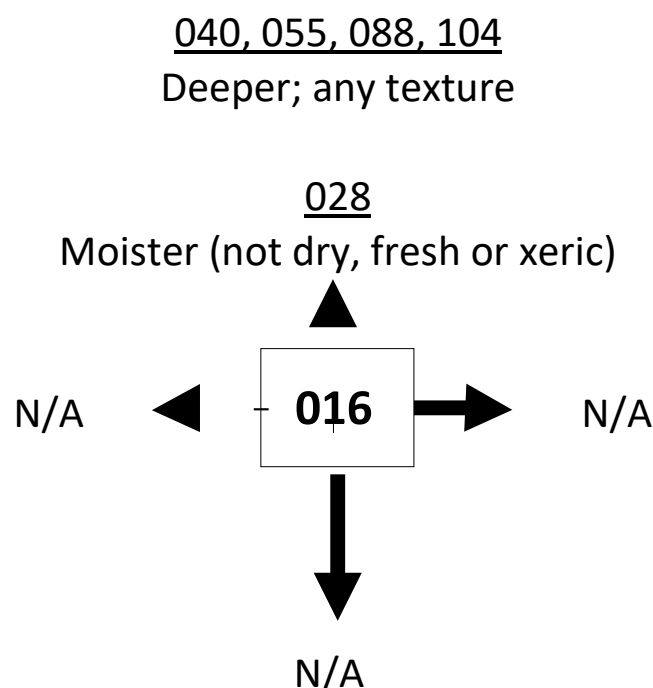 040, 055, 088, 104
Deeper; any texture
028
Moister (not dry, fresh or xeric)
N/A
016
N/A
N/A